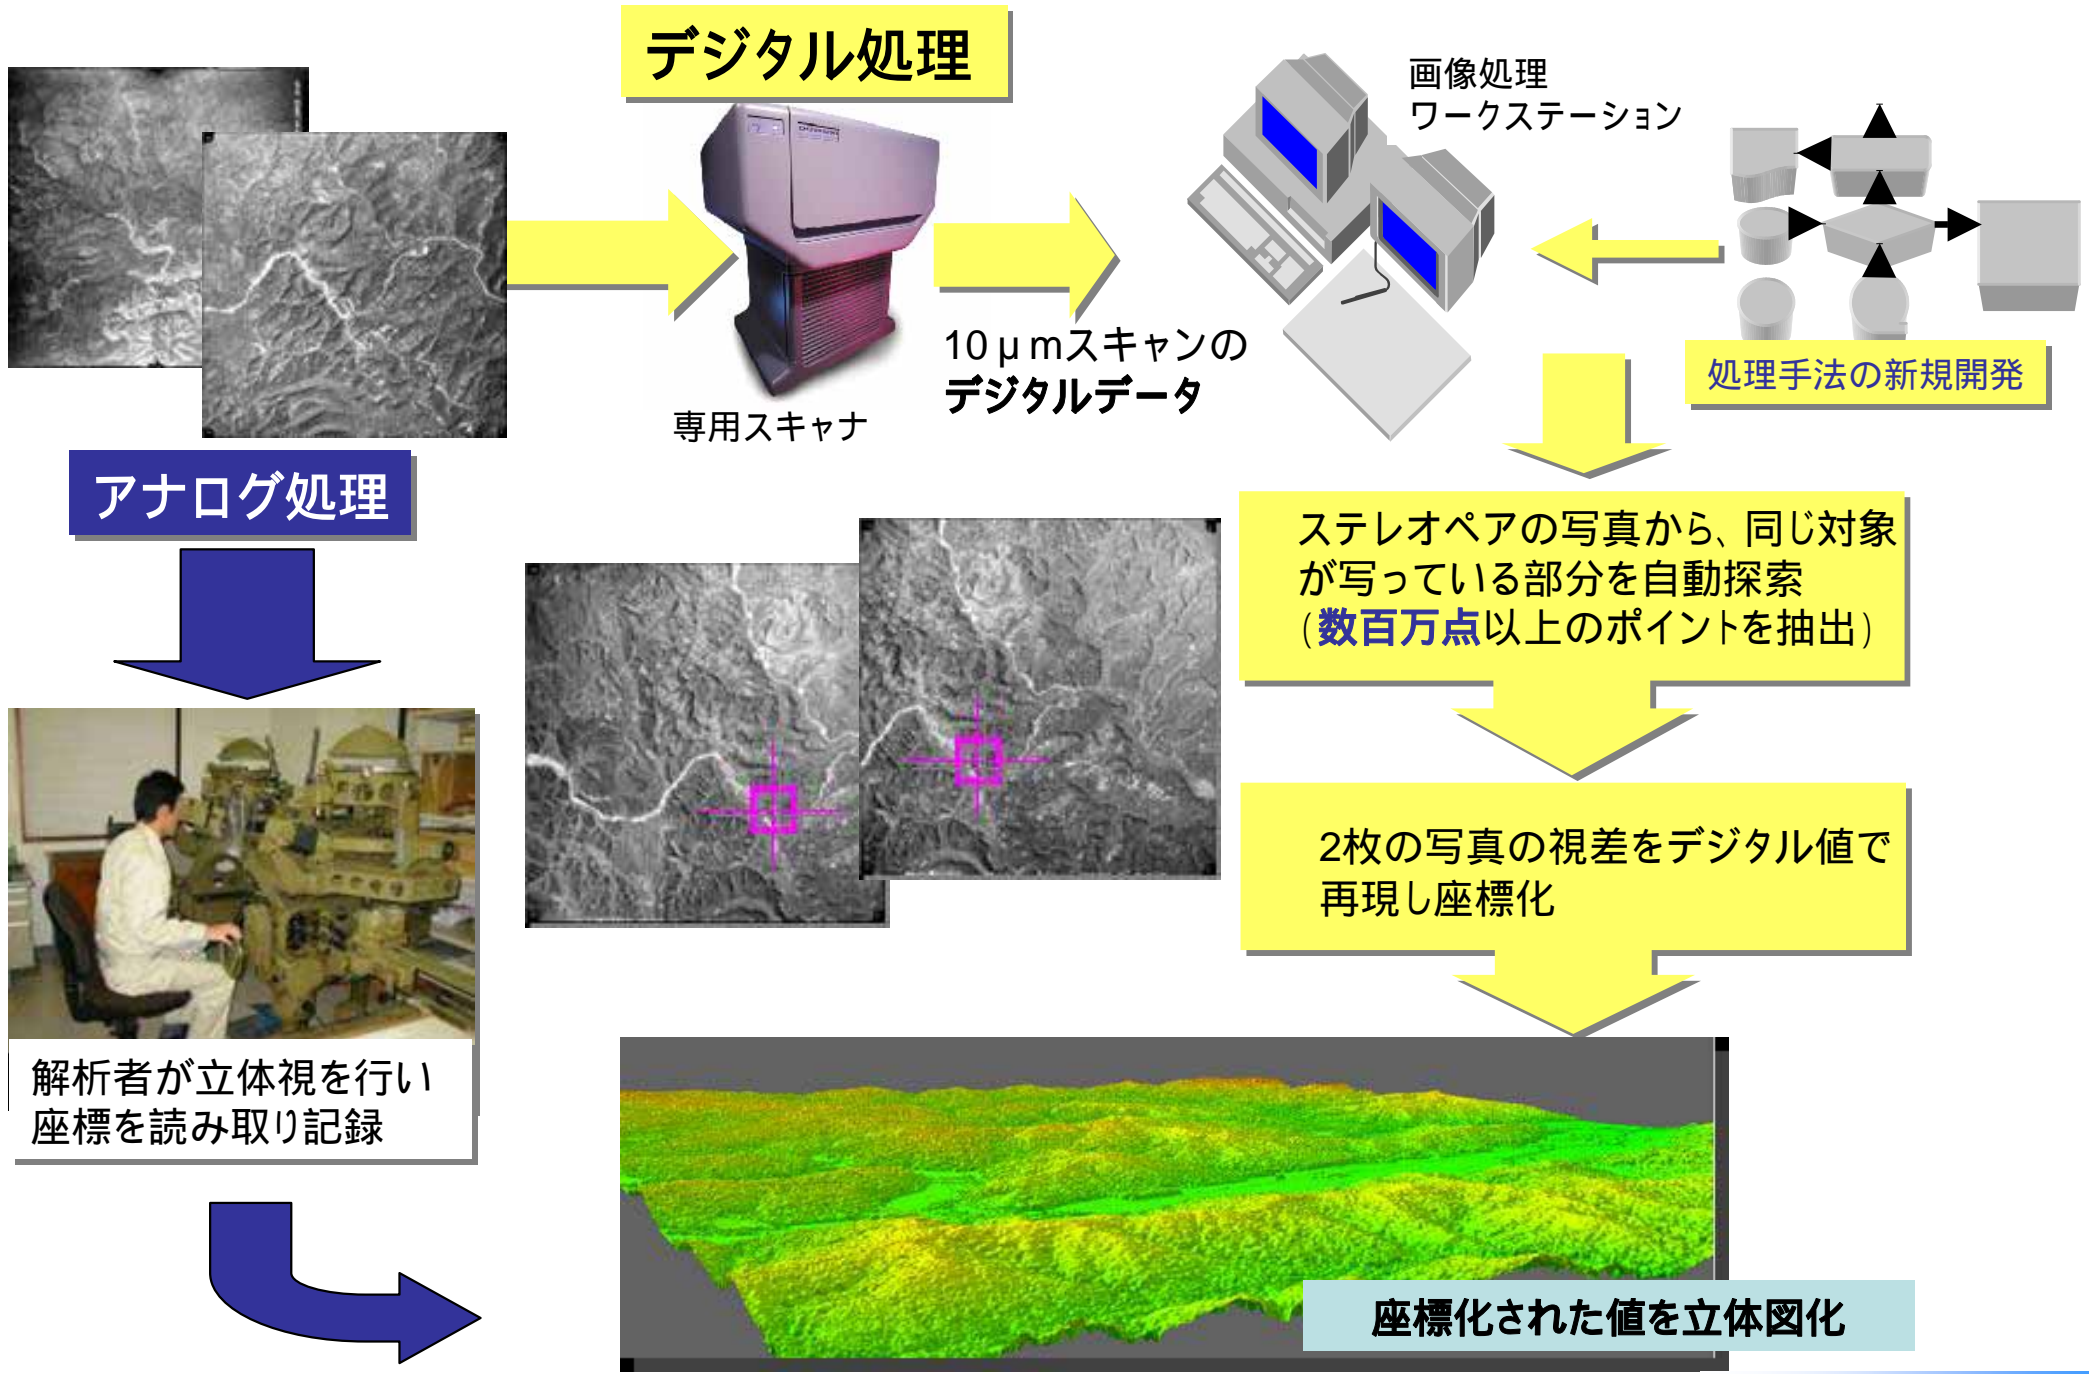 デジタル処理
画像処理
ワークステーション
10μmスキャンの
デジタルデータ
専用スキャナ
処理手法の新規開発
アナログ処理
ステレオペアの写真から、同じ対象
が写っている部分を自動探索
(数百万点以上のポイントを抽出)
2枚の写真の視差をデジタル値で
再現し座標化
解析者が立体視を行い
座標を読み取り記録
座標化された値を立体図化